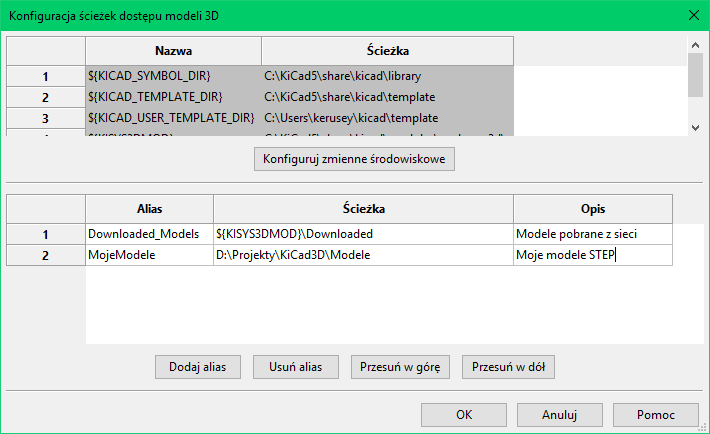 Konfiguracja ścieżek dostępu modeli 3D
Nazwa Ścieżka
1 ${KICAD_SYMBOL_DIR} C:\KiCad5\share\kicad\library
2 ${KICAD_TEMPLATE_DIR} C:\KiCad5\share\kicad\template
3 ${KICAD_USER_TEMPLATE_DIR} C:\Users\kerusey\kicad\template
Konfiguruj zmienne środowiskowe
Alias Ścieżka Opis
1 Downloaded_Models ${KISYS3DMOD}\Downloaded Modele pobrane z sieci
2 MojeModele D:\Projekty\KiCad3D\Modele Moje modele STEP
Dodaj alias Usuń alias Przesuń w górę Przesuń w dół
OK Anuluj Pomoc